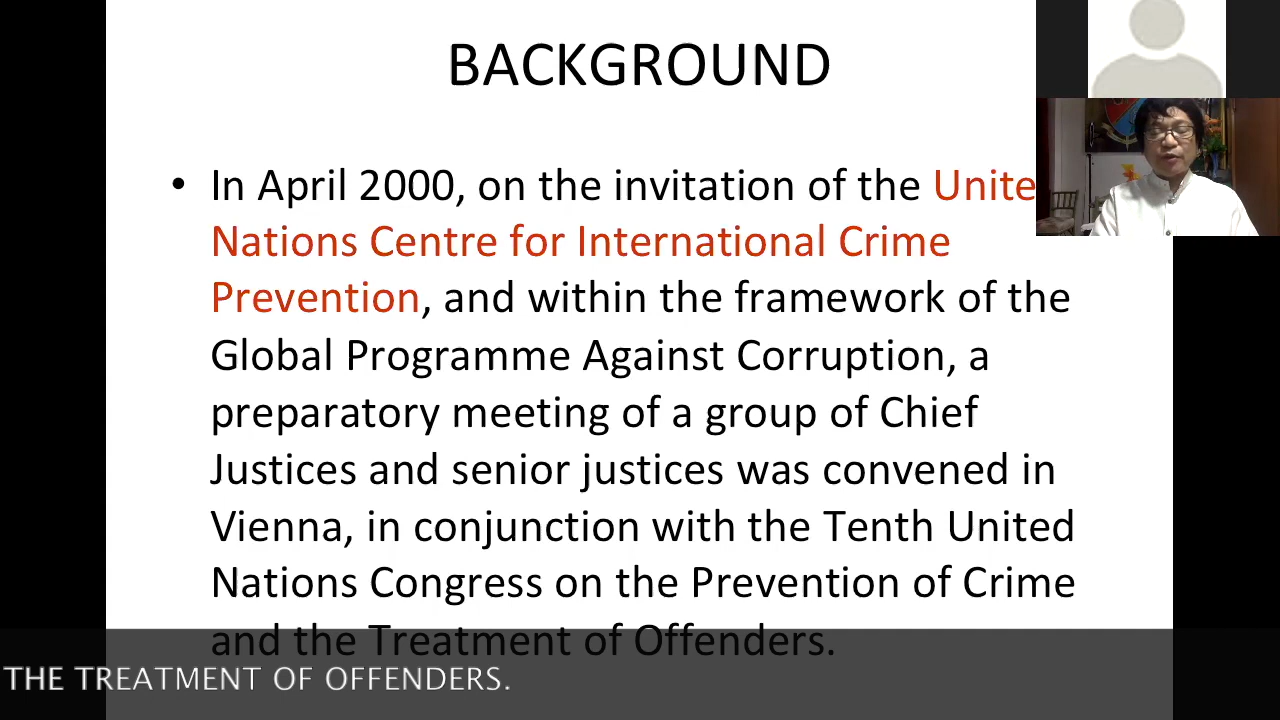 BACKGROUND
• In April 2000, on the invitation of the Unite
Nations Centre for International Crime
Prevention, and within the framework of the
Global Programme Against Corruption, a
preparatory meeting of a group of Chief
Justices and senior justices was convened in
Vienna, in conjunction with the Tenth United
Nations Congress on the Prevention of Crime
and the Treatment of Offenders.
THE TREATMENT OF OFFENDERS.